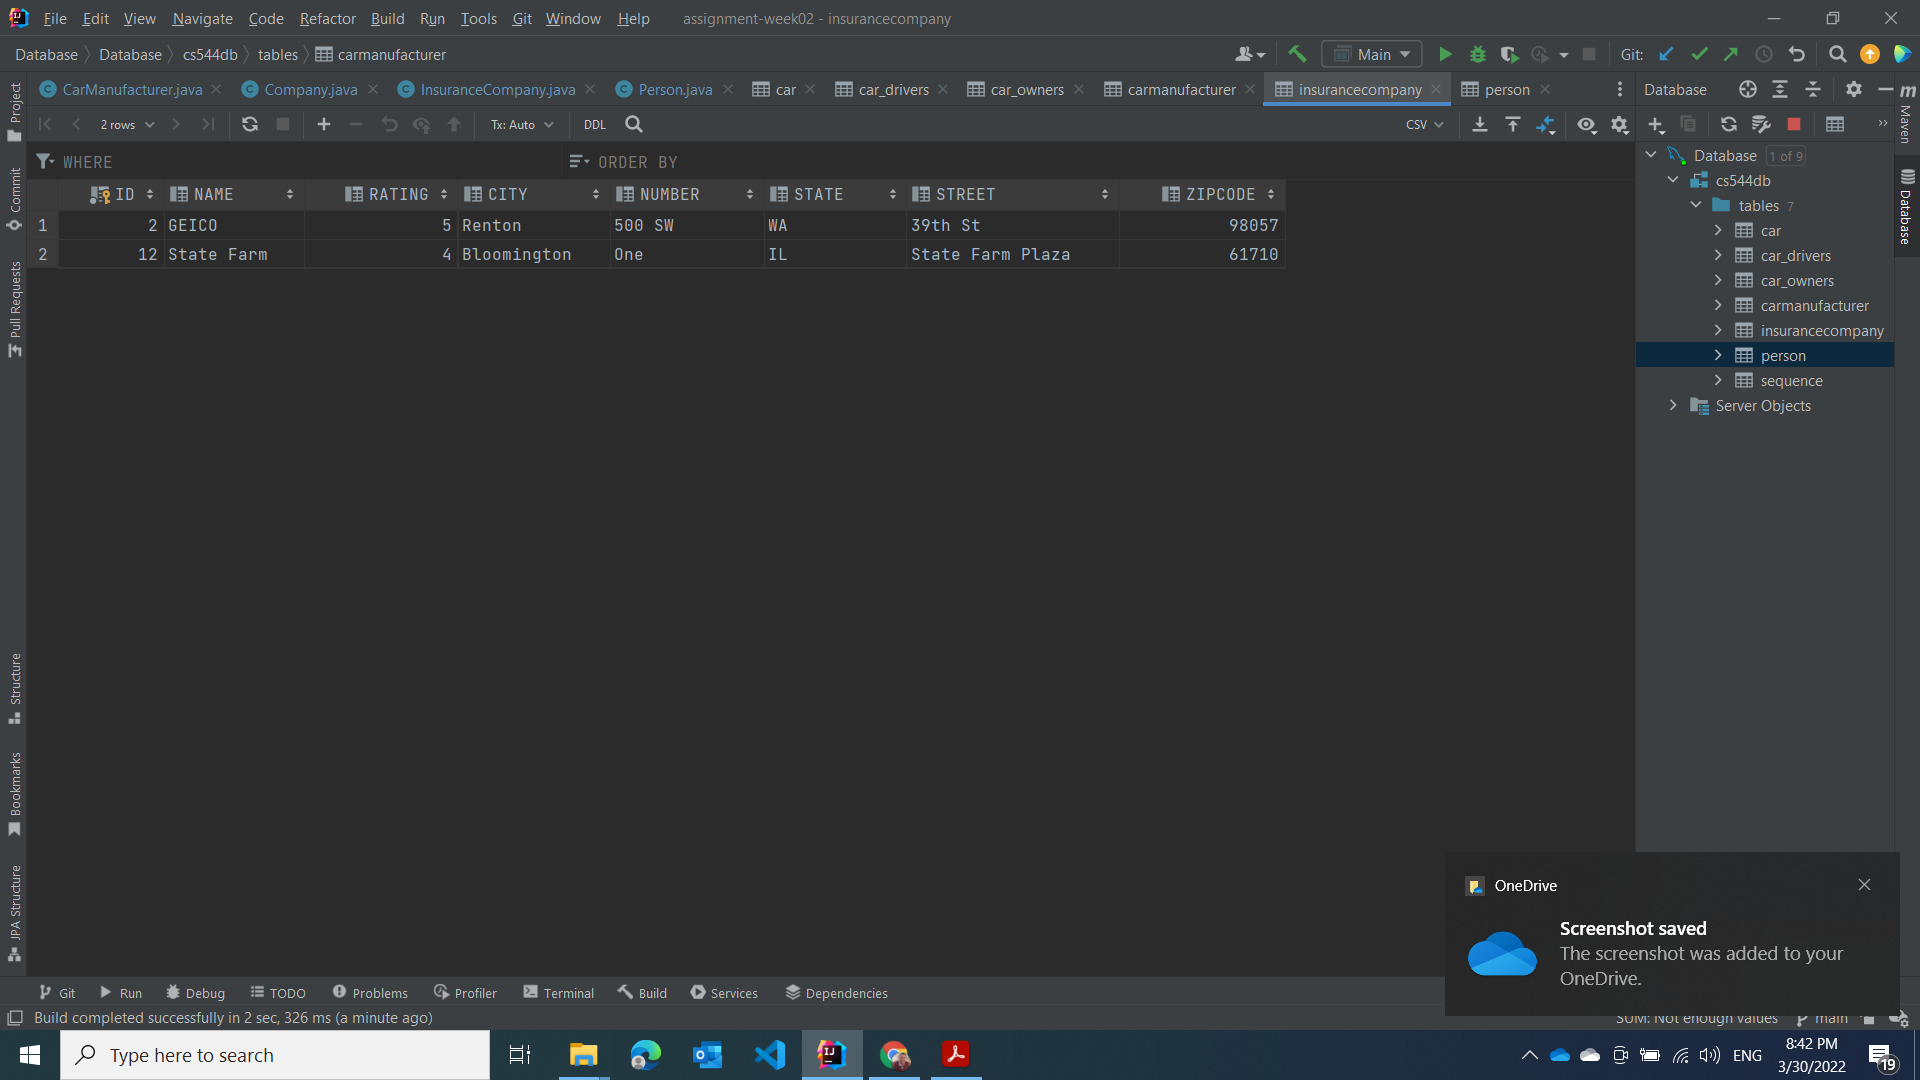 File Edit View Navigate Code Refactor Build Run Tools Git Window Help assignment-week02 - insurancecompany
Database Database cs544db tables carmanufacturer Main Git:
CarManufacturer.java Company.java InsuranceCompany.java Person.java car car_drivers car_owners carmanufacturer insurancecompany person Database
2 rows Tx: Auto DDL CSV
WHERE ORDER BY
ID NAME RATING CITY NUMBER STATE STREET ZIPCODE
1 2 GEICO 5 Renton 500 SW WA 39th St 98057
2 12 State Farm 4 Bloomington One IL State Farm Plaza 61710
Database 1 of 9
cs544db
tables 7
car
car_drivers
car_owners
carmanufacturer
insurancecompany
person
sequence
Server Objects
Project
Commit
Pull Requests
Structure
Bookmarks
JPA Structure
Maven
Database
OneDrive
Screenshot saved
The screenshot was added to your
OneDrive.
Git Run Debug TODO Problems Profiler Terminal Build Services Dependencies
Build completed successfully in 2 sec, 326 ms (a minute ago) SUM: Not enough values main
Type here to search
ENG
8:42 PM
3/30/2022
19